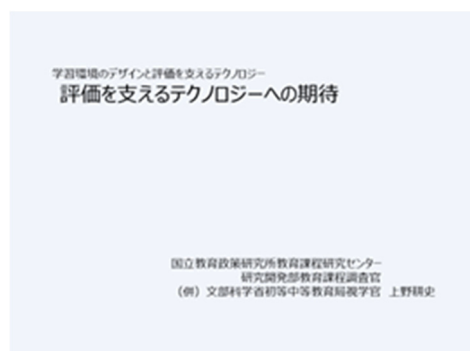 学習環境のデザインと評価を支えるテクノロジー
評価を支えるテクノロジーへの期待
国立教育政策研究所教育課程研究センター
研究開発部教育課程調査官
（併）文部科学省初等中等教育局視学官 上野耕史